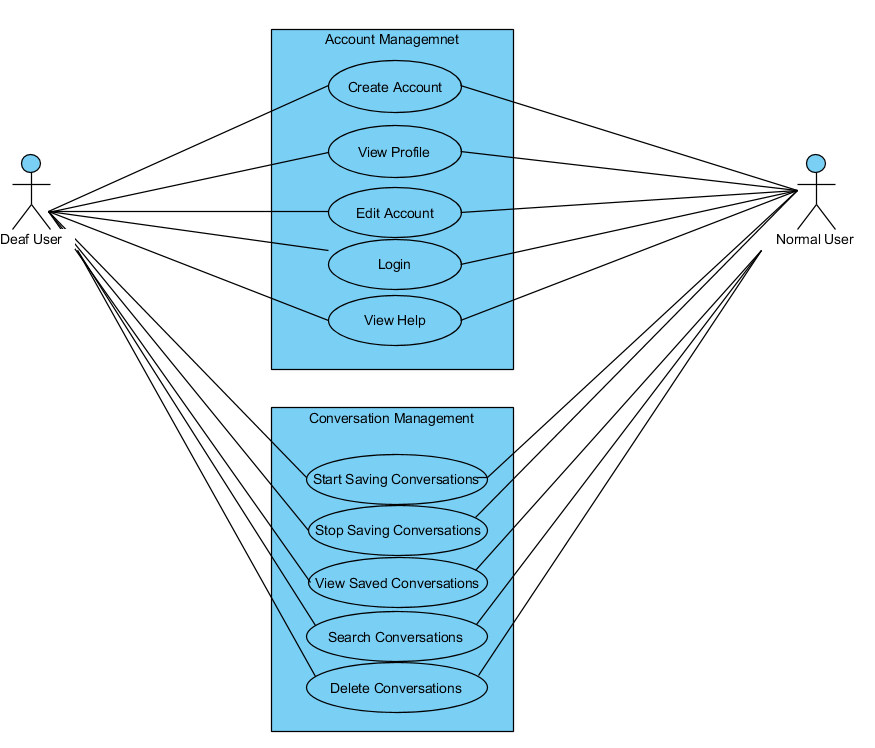 Account Managemnet
Create Account
View Profile
Edit Account
Login
View Help
Deaf User
Normal User
Conversation Management
Start Saving Conversations
Stop Saving Conversations
View Saved Conversations
Search Conversations
Delete Conversations